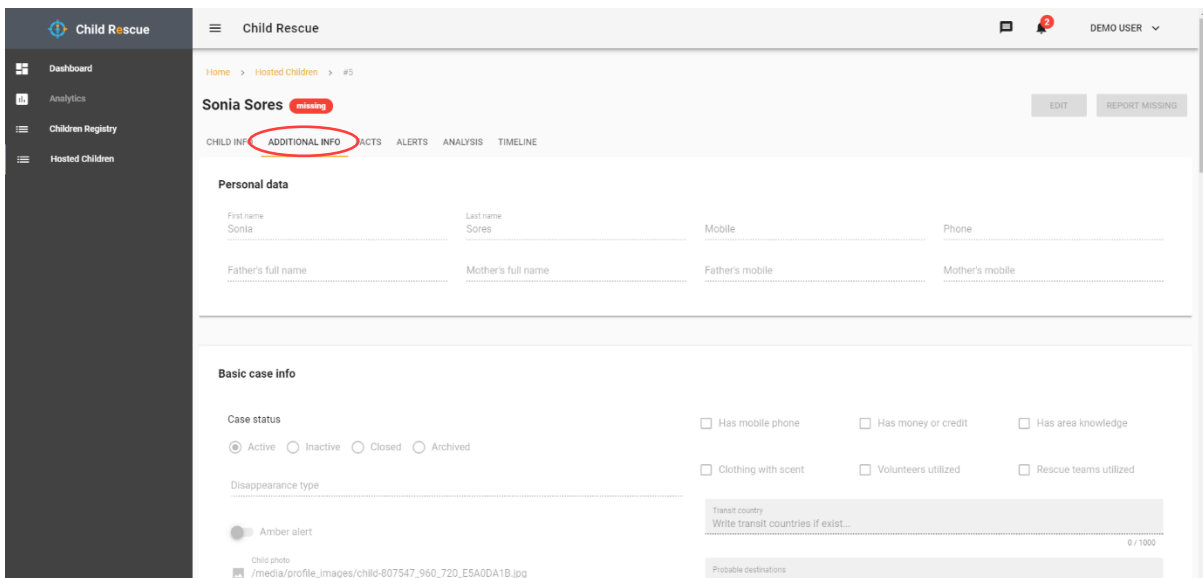 Child Rescue
Child Rescue
2
DEMO USER
Dashboard
Analytics
Children Registry
Hosted Children
Home > Hosted Children > #5
Sonia Sores missing
EDIT REPORT MISSING
CHILD INF ADDITIONAL INFO ACTS ALERTS ANALYSIS TIMELINE
Personal data
First name Last name
Sonia Sores Mobile Phone
Father's full name Mother's full name Father's mobile Mother's mobile
Basic case info
Case status
Active Inactive Closed Archived
Disappearance type
Amber alert
Child photo
/media/profile_images/child-807547_960_720_E5A0DA1B.jpg
Has mobile phone Has money or credit Has area knowledge
Clothing with scent Volunteers utilized Rescue teams utilized
Transit country
Write transit countries if exist...
0 / 1000
Probable destinations